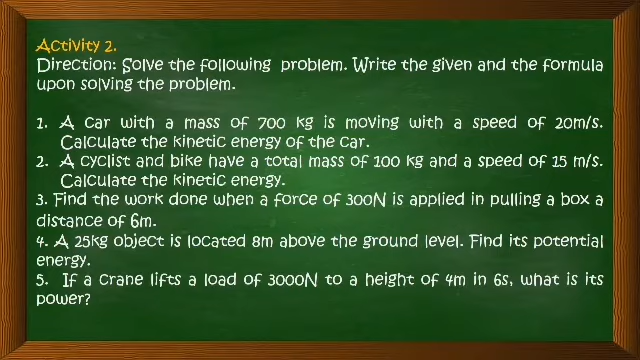 Activity 2.
Direction: Solve the following problem. Write the given and the formula
upon solving the problem.
1. A car with a mass of 700 kg is moving with a speed of 20m/s.
Calculate the kinetic energy of the car.
2. A cyclist and bike have a total mass of 100 kg and a speed of 15 m/s.
Calculate the kinetic energy.
3. Find the work done when a force of 300N is applied in pulling a box a
distance of 6m.
4. A 25kg object is located 8m above the ground level. Find its potential
energy.
5. If a crane lifts a load of 3000N to a height of 4m in 6s, what is its
power?